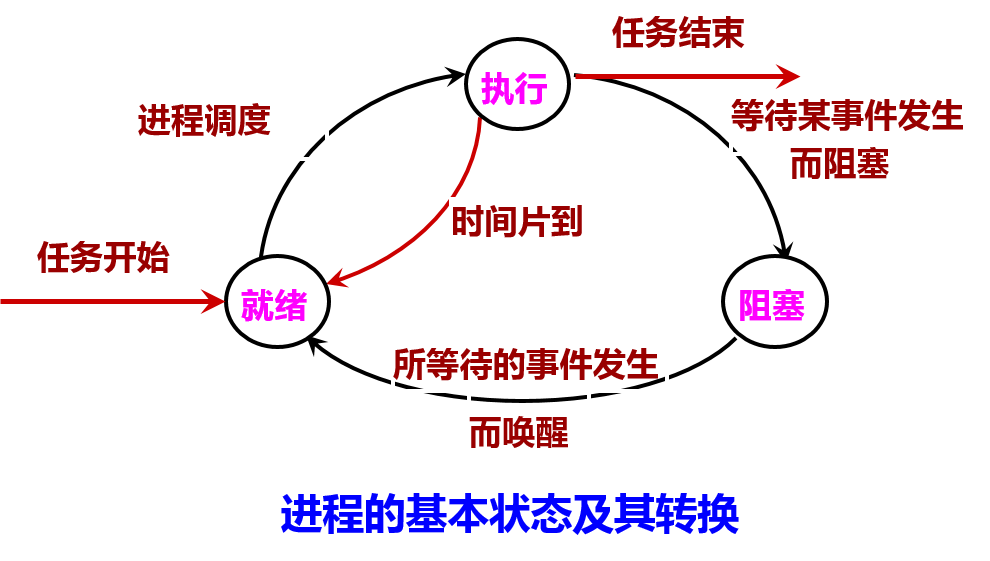 任务结束
执行
进程调度
等待某事件发生
而阻塞
时间片到
任务开始
就绪
阻塞
所等待的事件发生
而唤醒
进程的基本状态及其转换